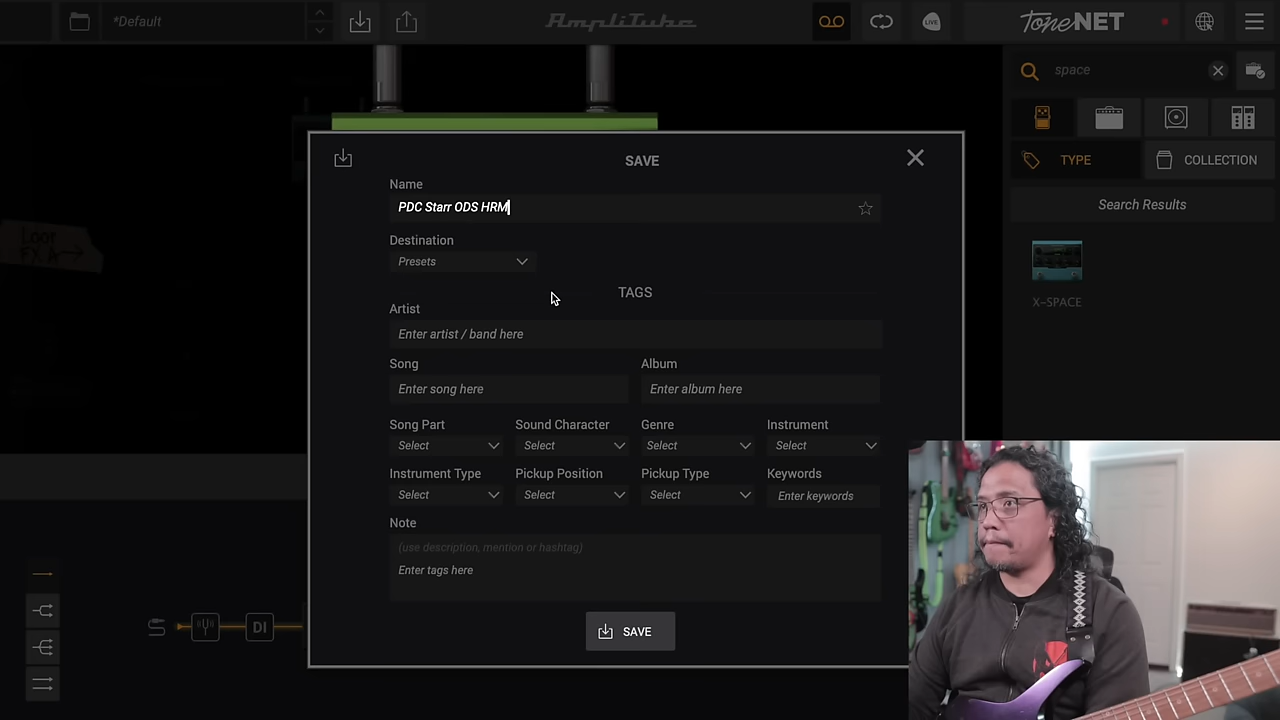 *Default
AmpliTube
LIVE
ToneNET
space
TYPE
COLLECTION
Search Results
X-SPACE
SAVE
Name
PDC Starr ODS HRM
Destination
Presets
TAGS
Artist
Enter artist / band here
Song
Album
Enter song here
Enter album here
Song Part
Sound Character
Genre
Instrument
Select
Select
Select
Select
Instrument Type
Pickup Position
Pickup Type
Keywords
Select
Select
Select
Enter keywords
Note
(use description, mention or hashtag)
Enter tags here
SAVE
DI